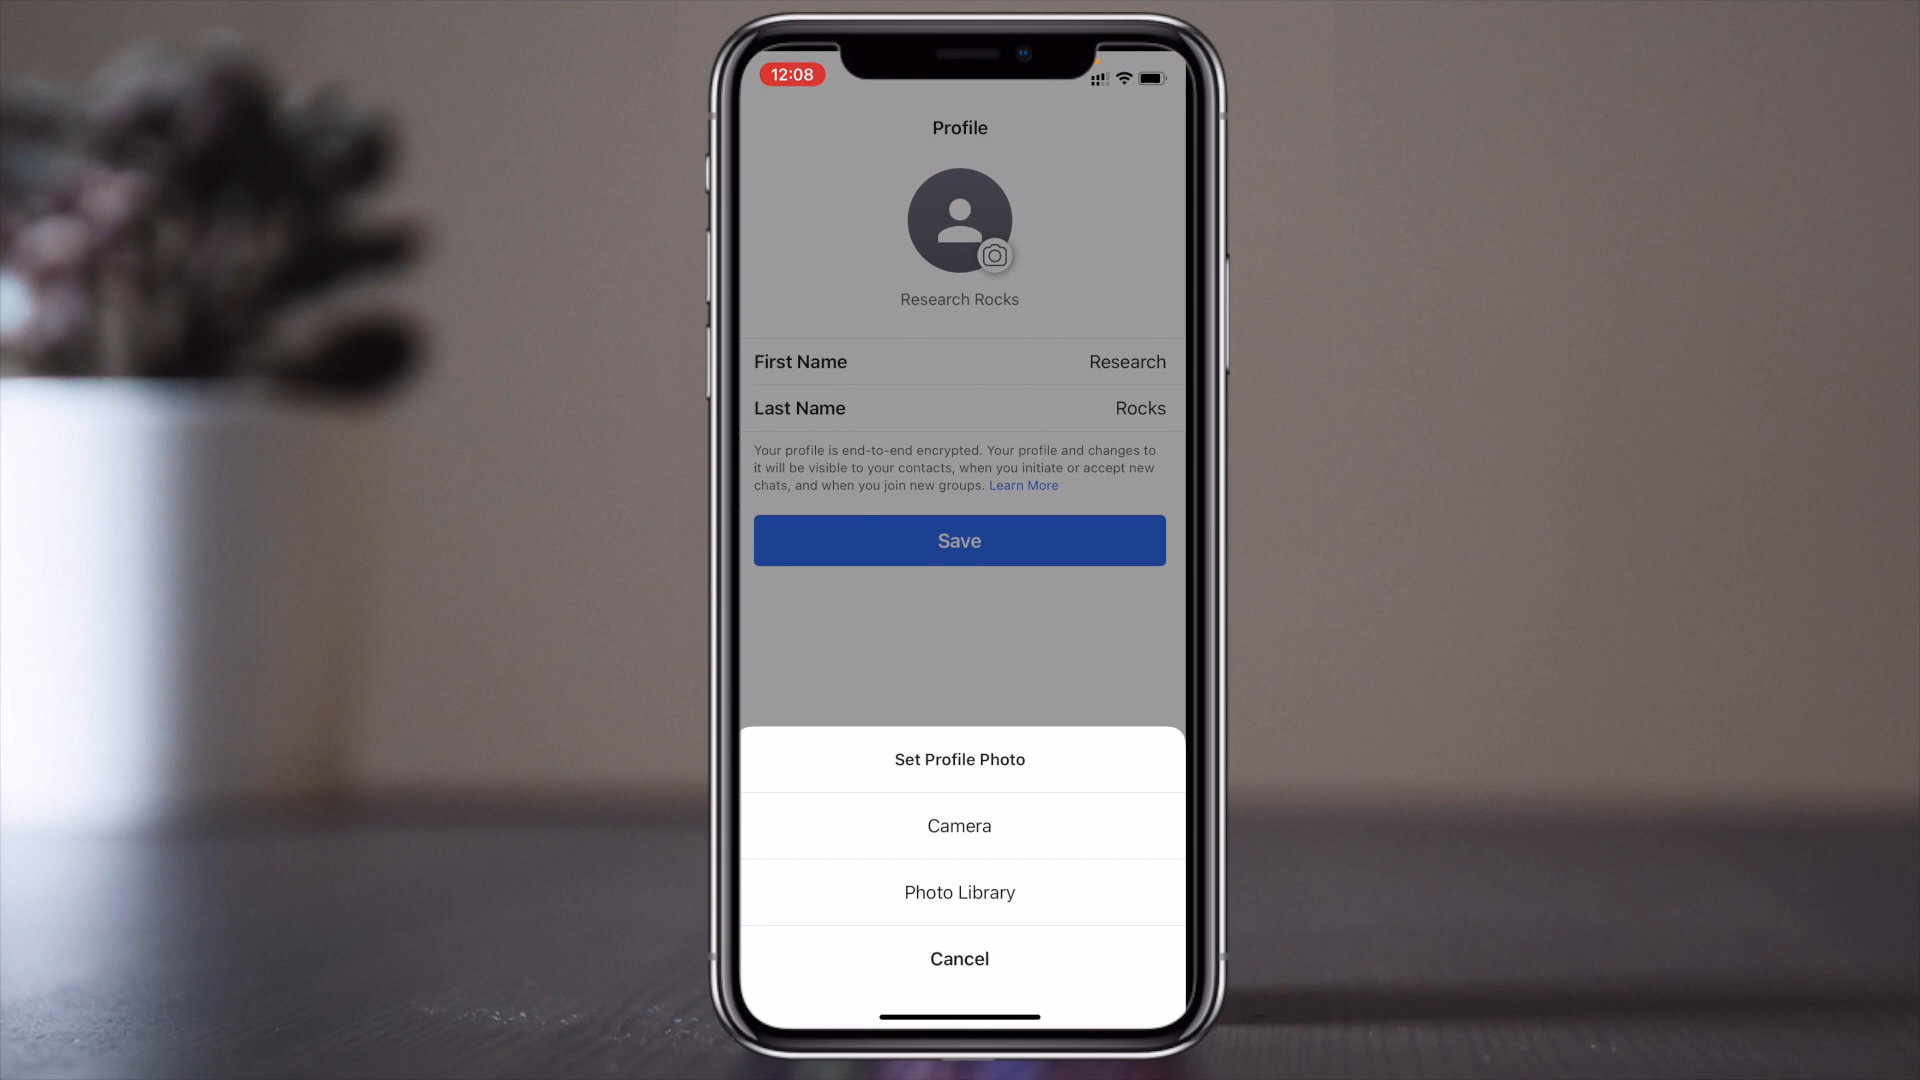 12:08
Profile
Research Rocks
First Name Research
Last Name Rocks
Your profile is end-to-end encrypted. Your profile and changes to
it will be visible to your contacts, when you initiate or accept new
chats, and when you join new groups. Learn More
Save
Set Profile Photo
Camera
Photo Library
Cancel